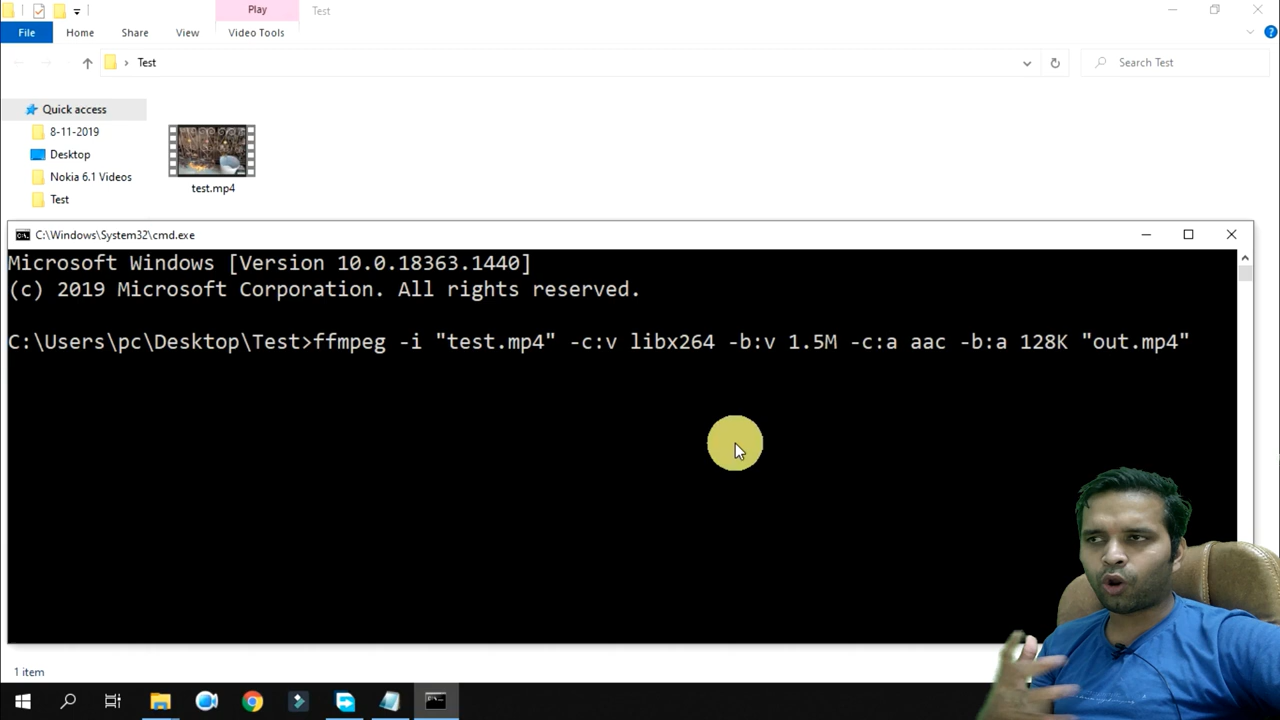 Play
Test
File
Home
Share
View
Video Tools
Test
Search Test
Quick access
8-11-2019
Desktop
Nokia 6.1 Videos
Test
test.mp4
C:\Windows\System32\cmd.exe
Microsoft Windows [Version 10.0.18363.1440]
(c) 2019 Microsoft Corporation. All rights reserved.
C:\Users\pc\Desktop\Test>ffmpeg -i "test.mp4" -c:v libx264 -b:v 1.5M -c:a aac -b:a 128K "out.mp4"
1 item